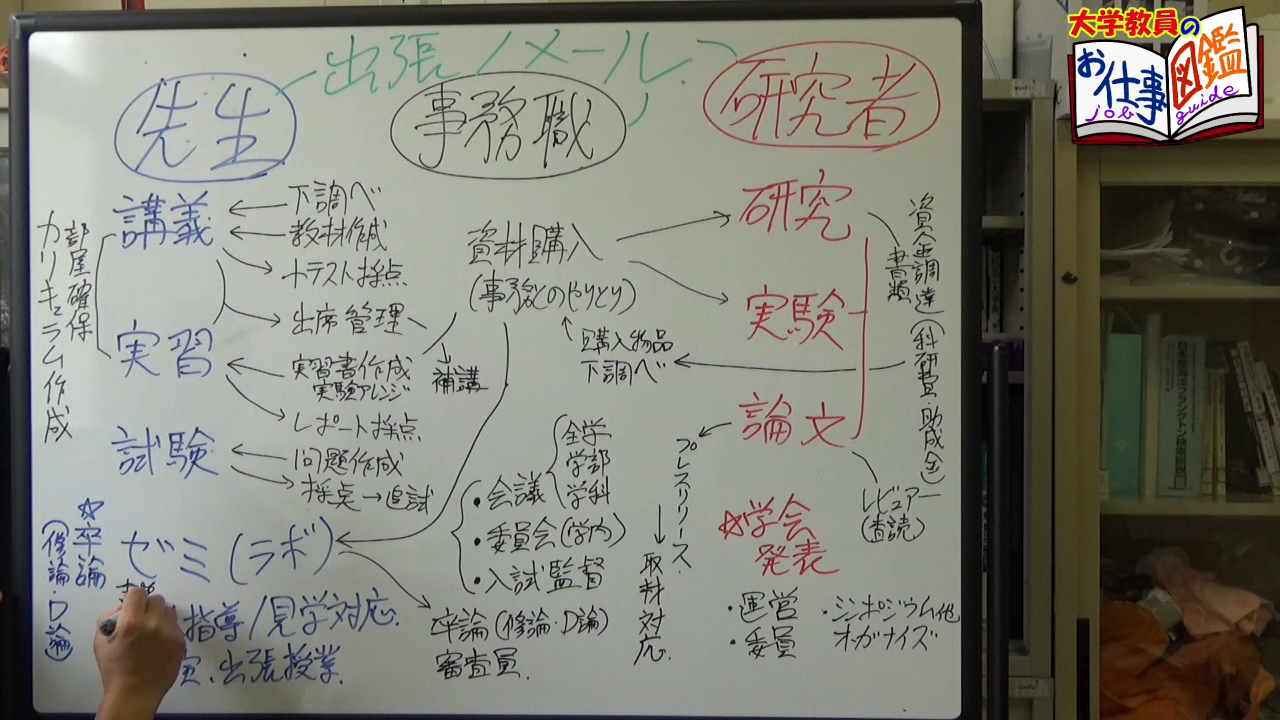 大学教員の
お仕事
図鑑
job guide
出張/メール
先生
事務職
研究者
部屋確保
カリキュラム作成
講義
下調べ
教材作成
小テスト採点
出席管理
補講
実習
実習書作成
実験アレンジ
レポート採点
試験
問題作成
採点→追試
☆卒論
(修論・D論)
ゼミ(ラボ)
指導/見学対応
出張授業
資材購入
(事務とのやりとり)
購入物品
下調べ
・会議
全学
学部
学科
・委員会(学内)
・入試監督
卒論(修論・D論)
審査員
研究
実験
論文
資金調達(科研費・助成金)
書類
プレスリリース
取材対応
レビュアー
(査読)
☆学会
発表
・運営
・委員
・シンポジウム他
オーガナイズ